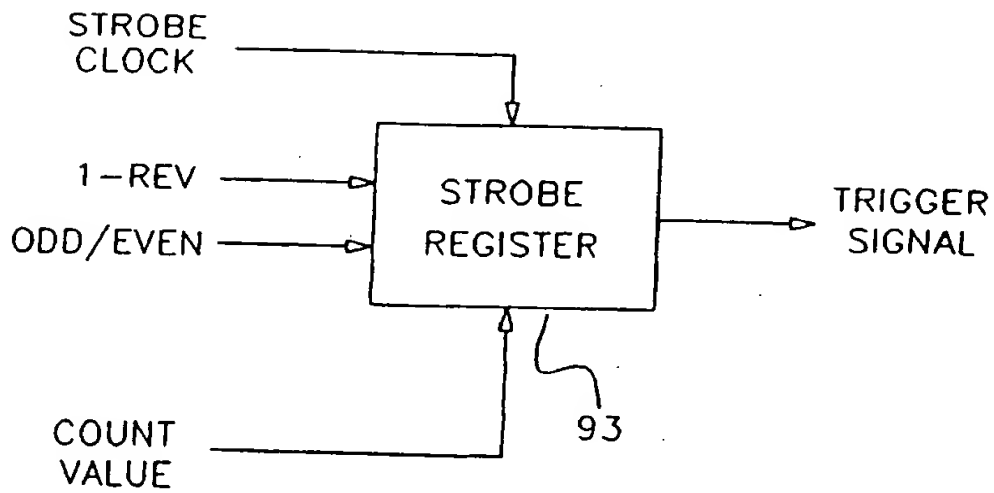 STROBE
CLOCK
1-REV
ODD/EVEN
STROBE
REGISTER
TRIGGER
SIGNAL
COUNT
VALUE
93